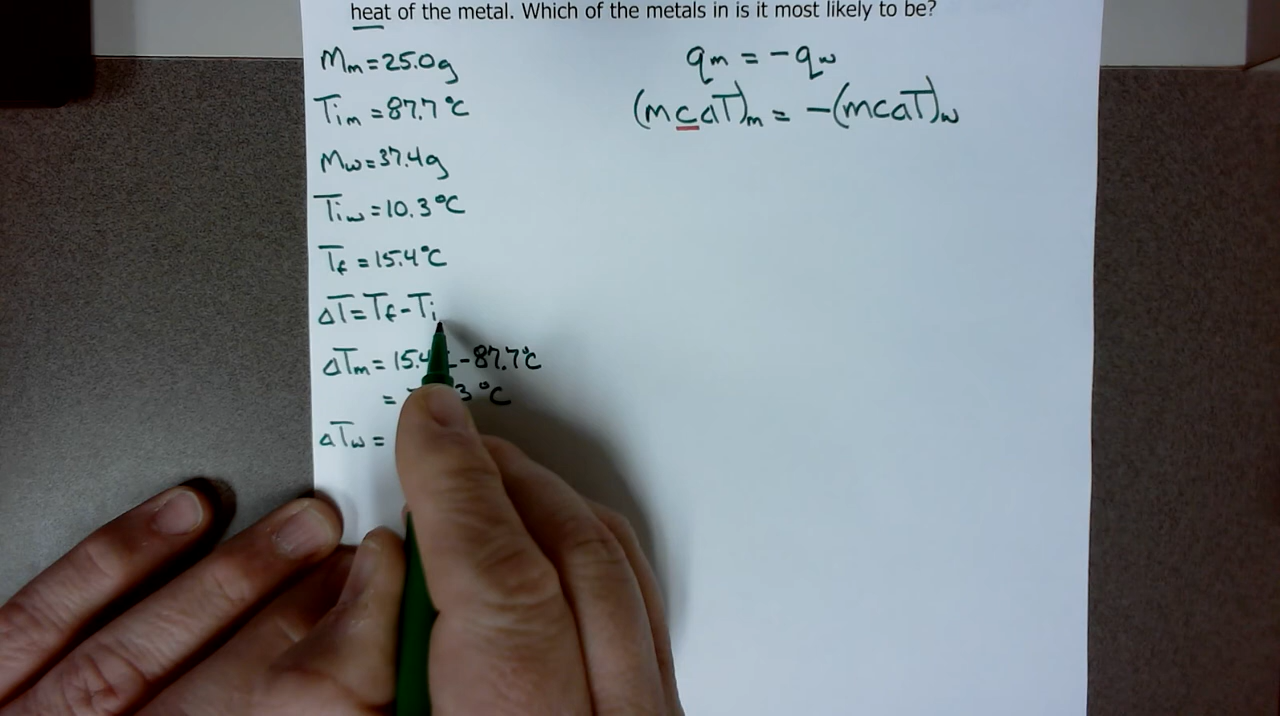 heat of the metal. Which of the metals in is it most likely to be?
Mm = 25.0g
Tim = 87.7°C
Mw = 37.4g
Tiw = 10.3°C
Tf = 15.4°C
ΔT = Tf - Ti
ΔTm = 15.4 - 87.7°C
= 3°C
ΔTw =
qm = -qw
(mcΔT)m = -(mcΔT)w